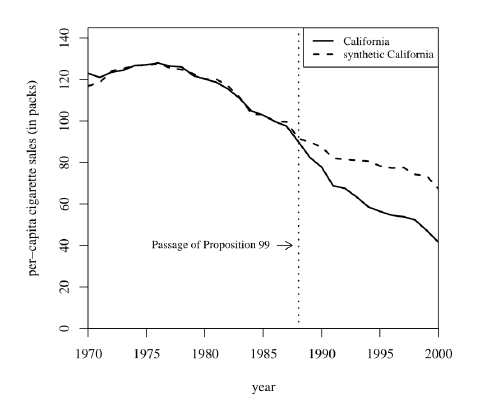 California
synthetic California
per−capita cigarette sales (in packs)
140
120
100
80
60
40
20
0
Passage of Proposition 99
1970 1975 1980 1985 1990 1995 2000
year